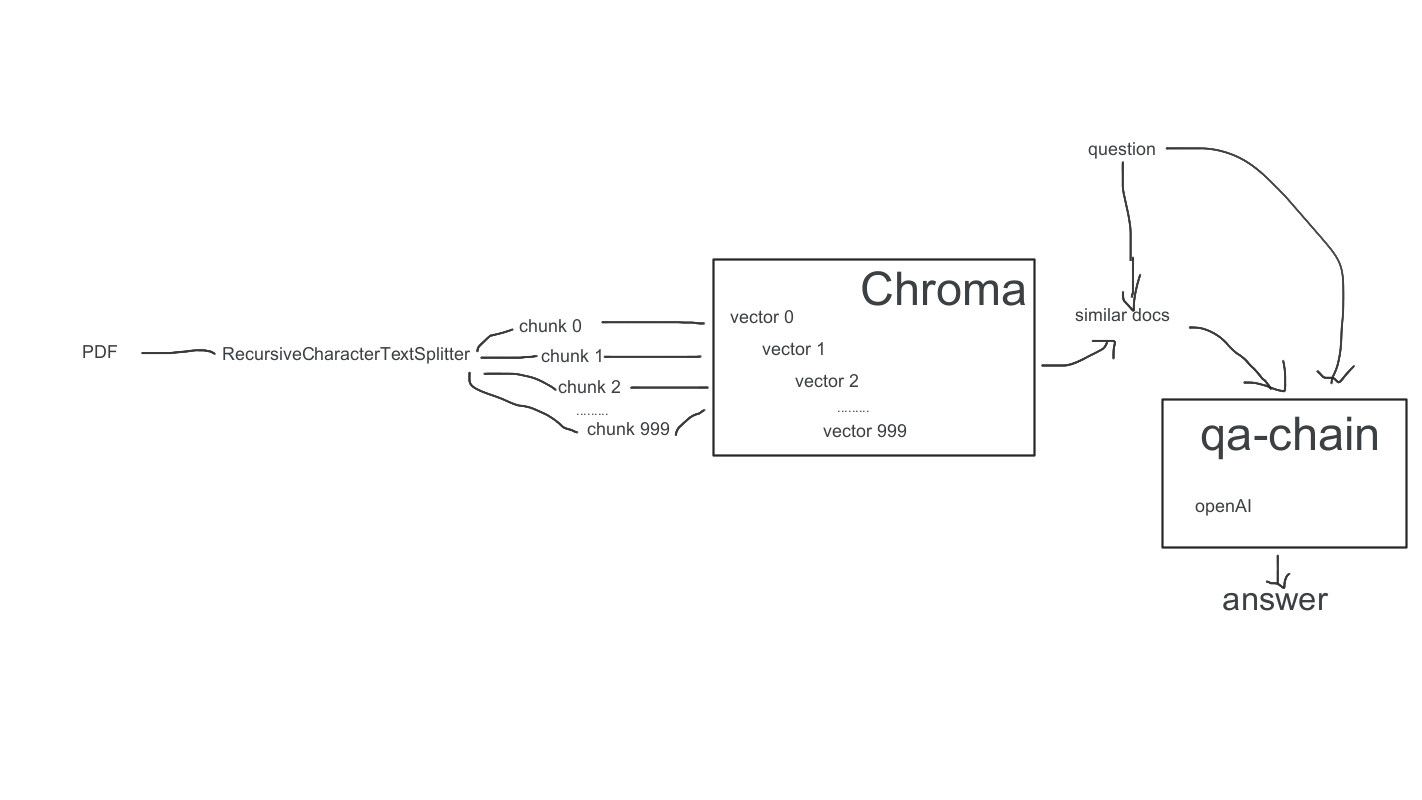 PDF
RecursiveCharacterTextSplitter
chunk 0
chunk 1
chunk 2
.........
chunk 999
Chroma
vector 0
vector 1
vector 2
.........
vector 999
question
similar docs
qa-chain
openAI
answer